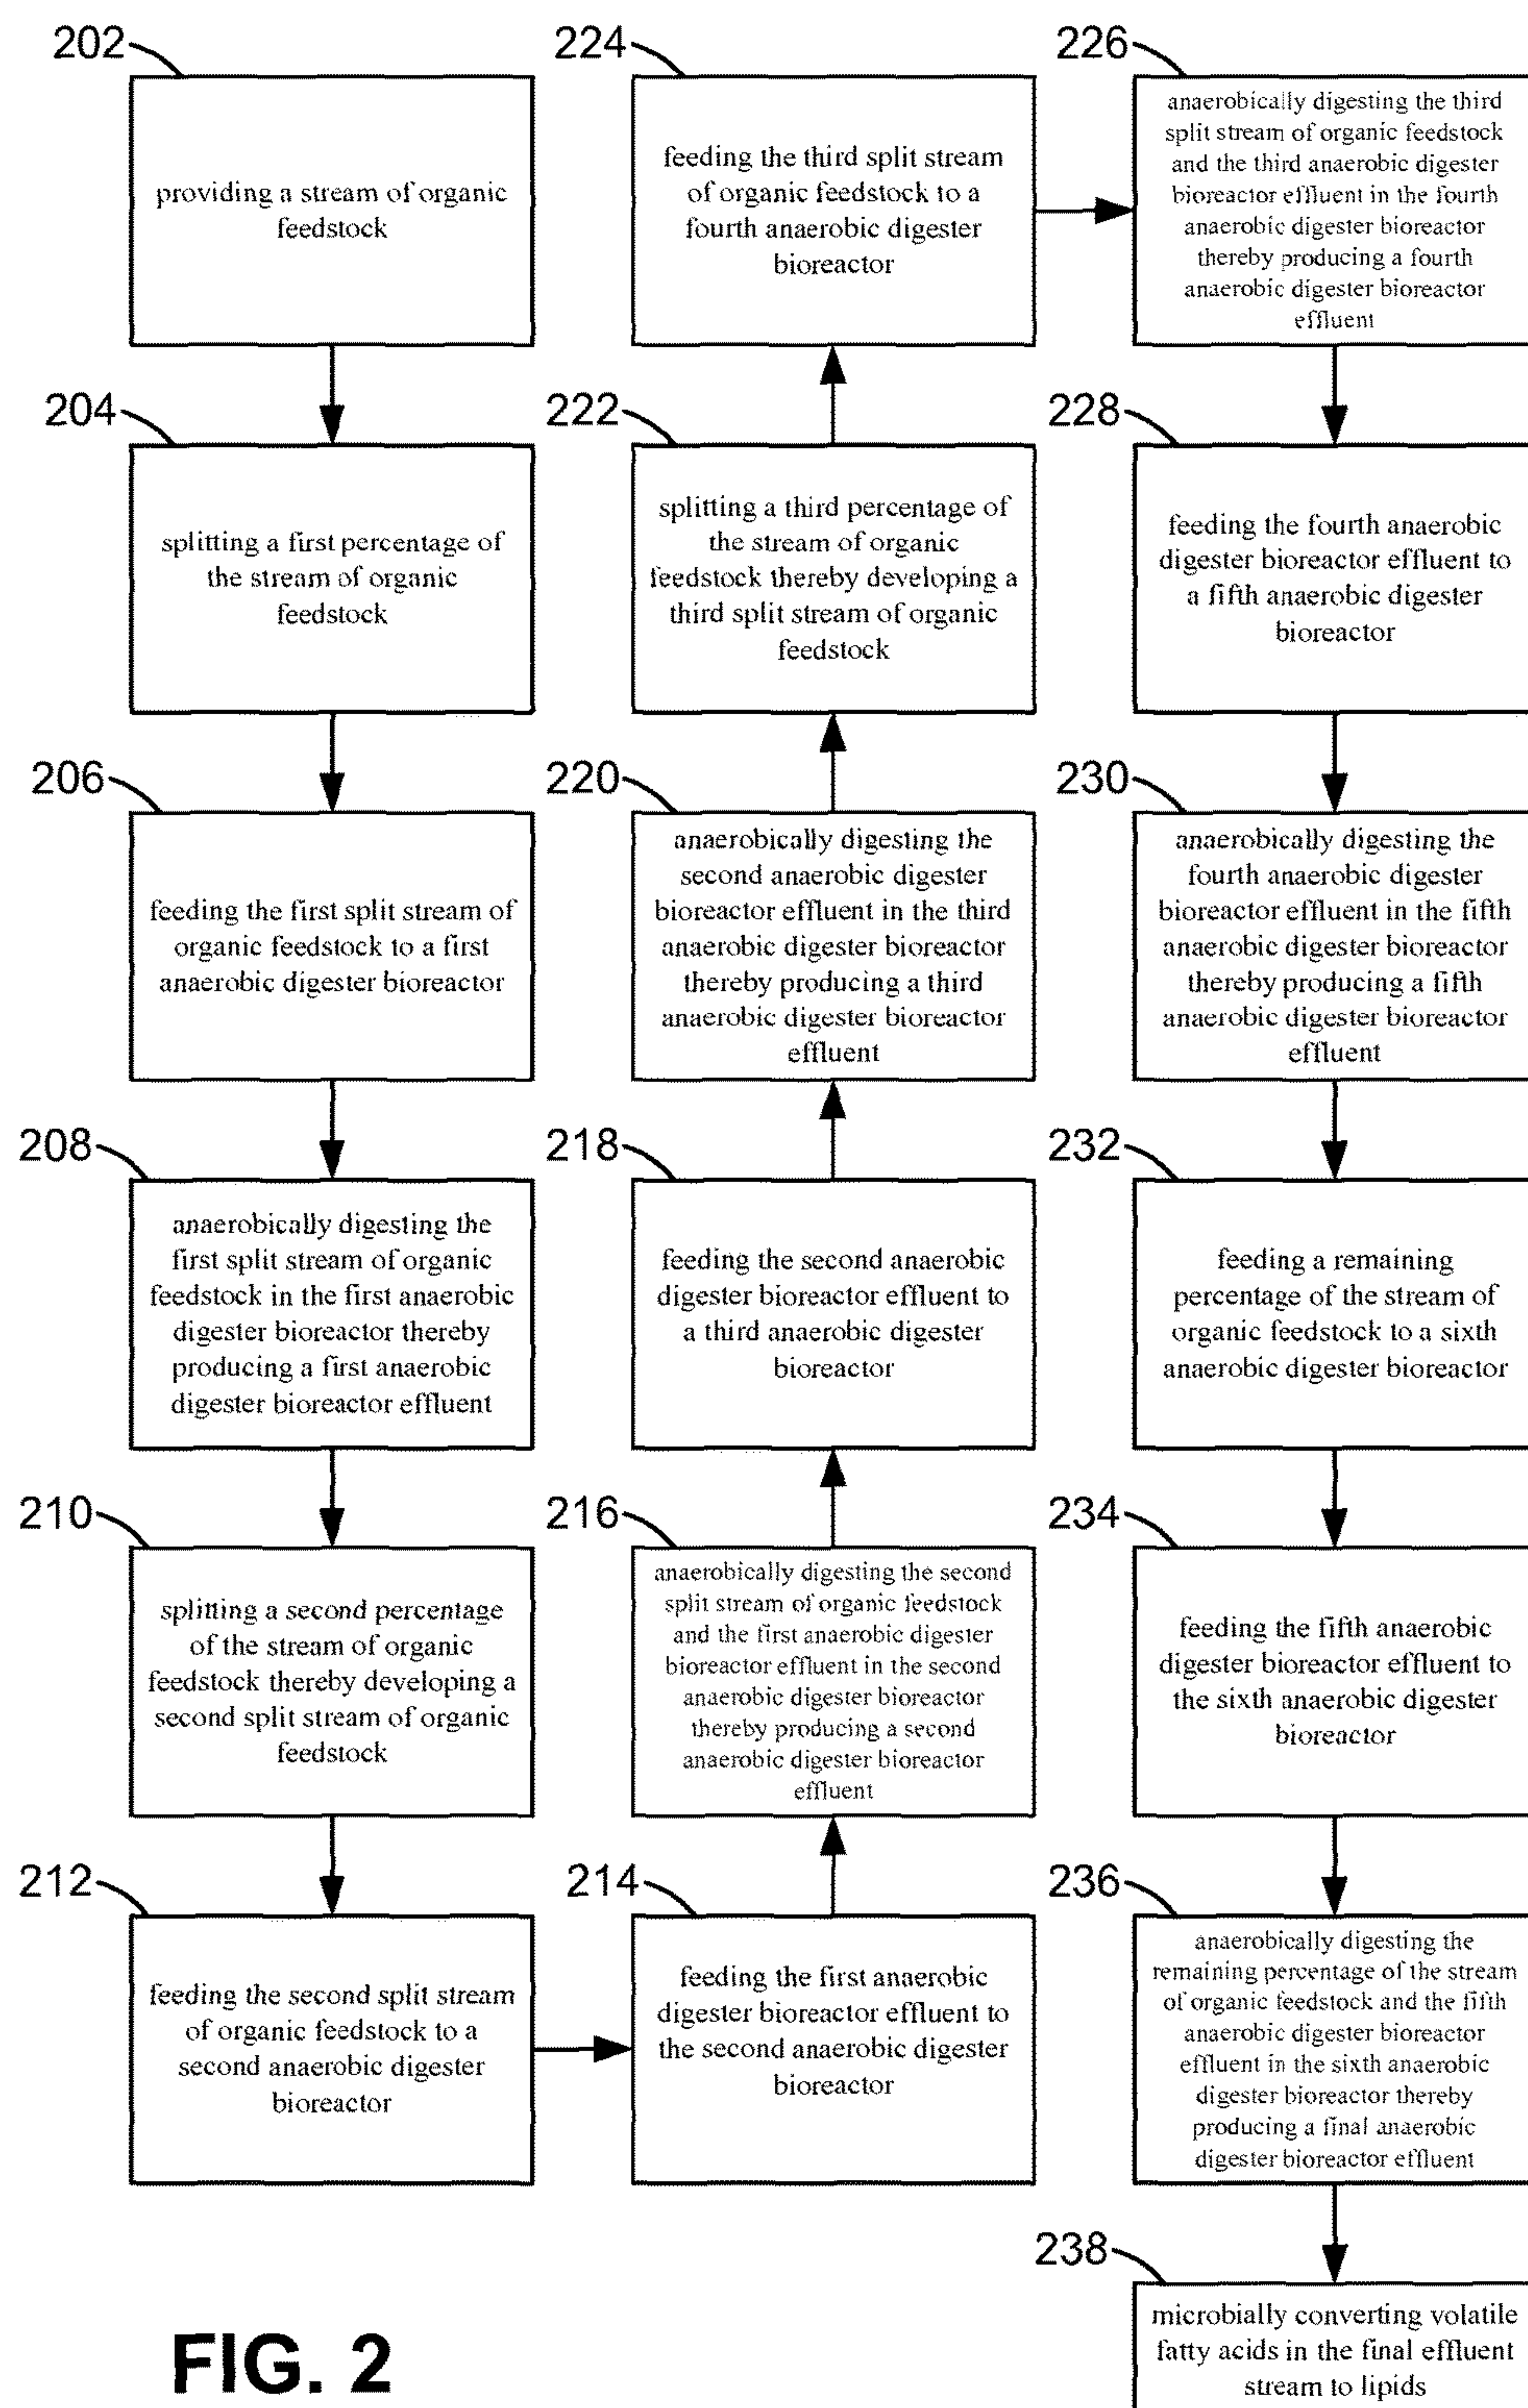 202
providing a stream of organic
feedstock
204
splitting a first percentage of
the stream of organic
feedstock
206
feeding the first split stream of
organic feedstock to a first
anaerobic digester bioreactor
208
anaerobically digesting the
first split stream of organic
feedstock in the first anaerobic
digester bioreactor thereby
producing a first anaerobic
digester bioreactor effluent
210
splitting a second percentage
of the stream of organic
feedstock thereby developing a
second split stream of organic
feedstock
212
feeding the second split stream
of organic feedstock to a
second anaerobic digester
bioreactor
214
feeding the first anaerobic
digester bioreactor effluent to
the second anaerobic digester
bioreactor
216
anaerobically digesting the second
split stream of organic feedstock
and the first anaerobic digester
bioreactor effluent in the second
anaerobic digester bioreactor
thereby producing a second
anaerobic digester bioreactor
effluent
218
feeding the second anaerobic
digester bioreactor effluent to
a third anaerobic digester
bioreactor
220
anaerobically digesting the
second anaerobic digester
bioreactor effluent in the third
anaerobic digester bioreactor
thereby producing a third
anaerobic digester bioreactor
effluent
222
splitting a third percentage of
the stream of organic
feedstock thereby developing a
third split stream of organic
feedstock
224
feeding the third split stream
of organic feedstock to a
fourth anaerobic digester
bioreactor
226
anaerobically digesting the third
split stream of organic feedstock
and the third anaerobic digester
bioreactor effluent in the fourth
anaerobic digester bioreactor
thereby producing a fourth
anaerobic digester bioreactor
effluent
228
feeding the fourth anaerobic
digester bioreactor effluent to
a fifth anaerobic digester
bioreactor
230
anaerobically digesting the
fourth anaerobic digester
bioreactor effluent in the fifth
anaerobic digester bioreactor
thereby producing a fifth
anaerobic digester bioreactor
effluent
232
feeding a remaining
percentage of the stream of
organic feedstock to a sixth
anaerobic digester bioreactor
234
feeding the fifth anaerobic
digester bioreactor effluent to
the sixth anaerobic digester
bioreactor
236
anaerobically digesting the
remaining percentage of the stream
of organic feedstock and the fifth
anaerobic digester bioreactor
effluent in the sixth anaerobic
digester bioreactor thereby
producing a final anaerobic
digester bioreactor effluent
238
microbially converting volatile
fatty acids in the final effluent
stream to lipids
FIG. 2